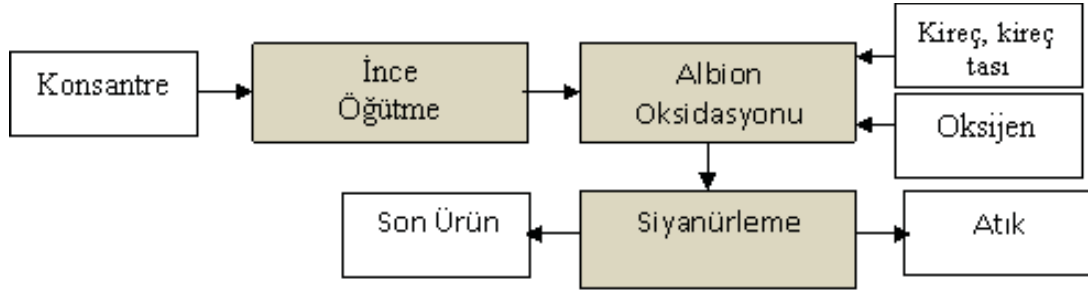 Konsantre
İnce
Öğütme
Albion
Oksidasyonu
Kireç, kireç
tası
Oksijen
Son Ürün
Siyanürleme
Atık